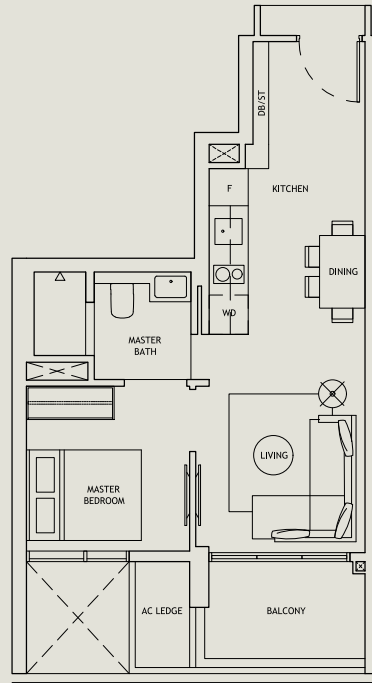 DB/ST
F
KITCHEN
DINING
WD
MASTER
BATH
LIVING
MASTER
BEDROOM
AC LEDGE
BALCONY